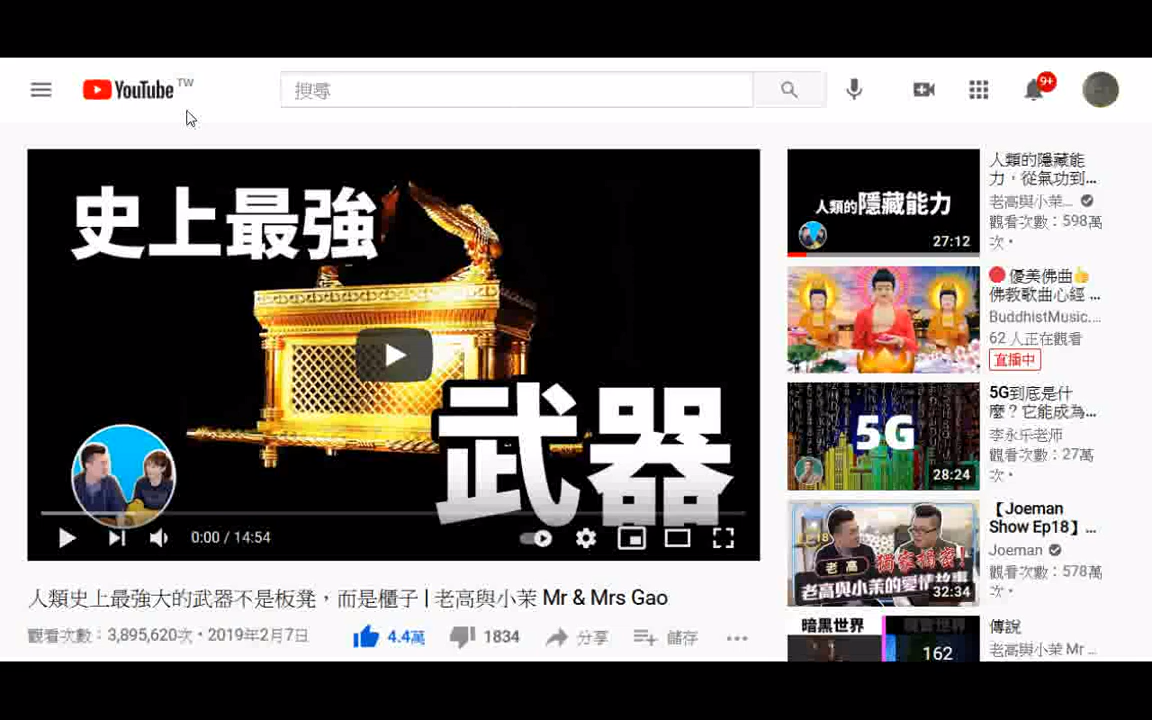 YouTube TW
搜尋
9+
史上最強
武器
0:00 / 14:54
人類史上最強大的武器不是板凳，而是櫃子 | 老高與小茉 Mr & Mrs Gao
觀看次數：3,895,620次・2019年2月7日
4.4萬
1834
分享
儲存
人類的隱藏能力
27:12
人類的隱藏能
力，從氣功到...
老高與小茉...
觀看次數：598萬
次・
優美佛曲👍
佛教歌曲心經 ...
BuddhistMusic....
62 人正在觀看
直播中
5G
28:24
5G到底是什
麼？它能成為...
李永乐老师
觀看次數：27萬
次・
老高
獨家揭密!
老高與小茉的愛情故事
32:34
【Joeman
Show Ep18】...
Joeman
觀看次數：578萬
次・
暗黑世界
162
傳說
老高與小茉 Mr ...